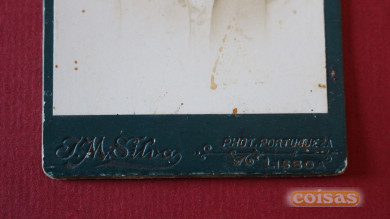 J. M. Silva
PHOT. PORTUGUEZA
LISBOA
coisas